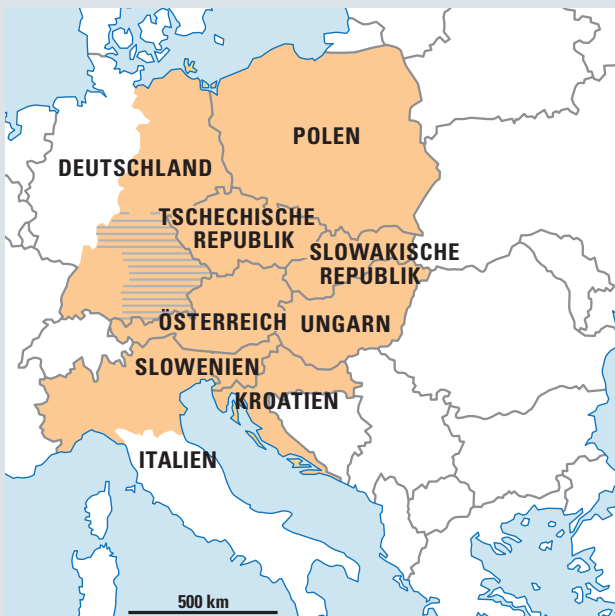 POLEN
DEUTSCHLAND
TSCHECHISCHE
REPUBLIK
SLOWAKISCHE
REPUBLIK
ÖSTERREICH
UNGARN
SLOWENIEN
KROATIEN
ITALIEN
500 km